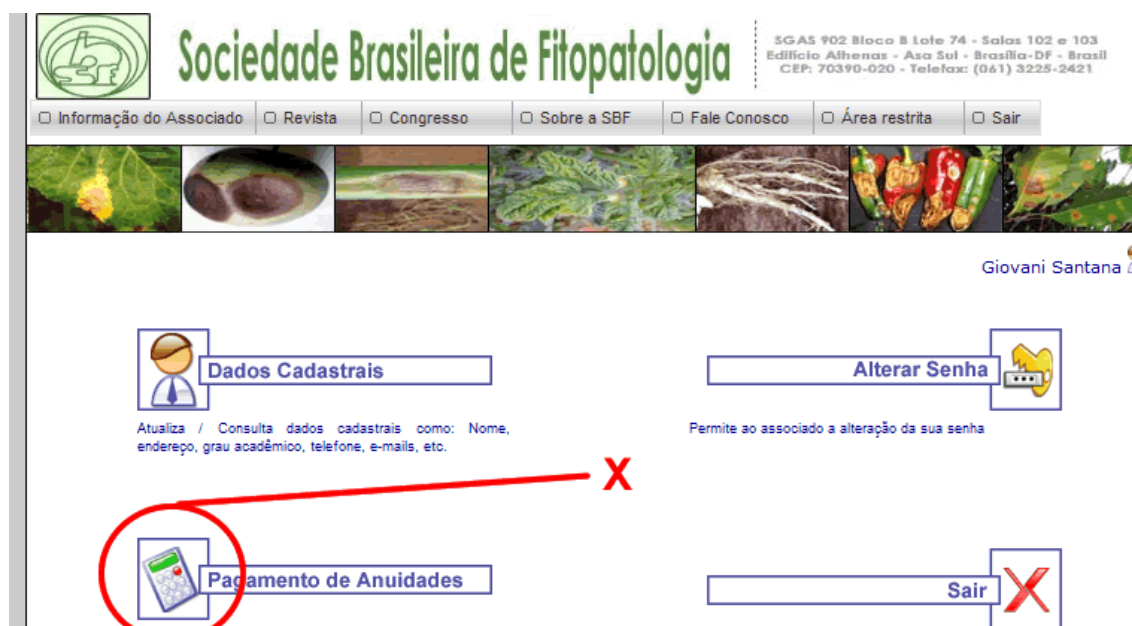 Sociedade Brasileira de Fitopatologia
SGAS 902 Bloco B Lote 74 - Salas 102 e 103
Edifício Athenas - Asa Sul - Brasília-DF - Brasil
CEP: 70390-020 - Telefax: (061) 3225-2421
Informação do Associado Revista Congresso Sobre a SBF Fale Conosco Área restrita Sair
Giovani Santana
Dados Cadastrais
Atualiza / Consulta dados cadastrais como: Nome,
endereço, grau acadêmico, telefone, e-mails, etc.
Alterar Senha
Permite ao associado a alteração da sua senha
X
Pagamento de Anuidades
Sair